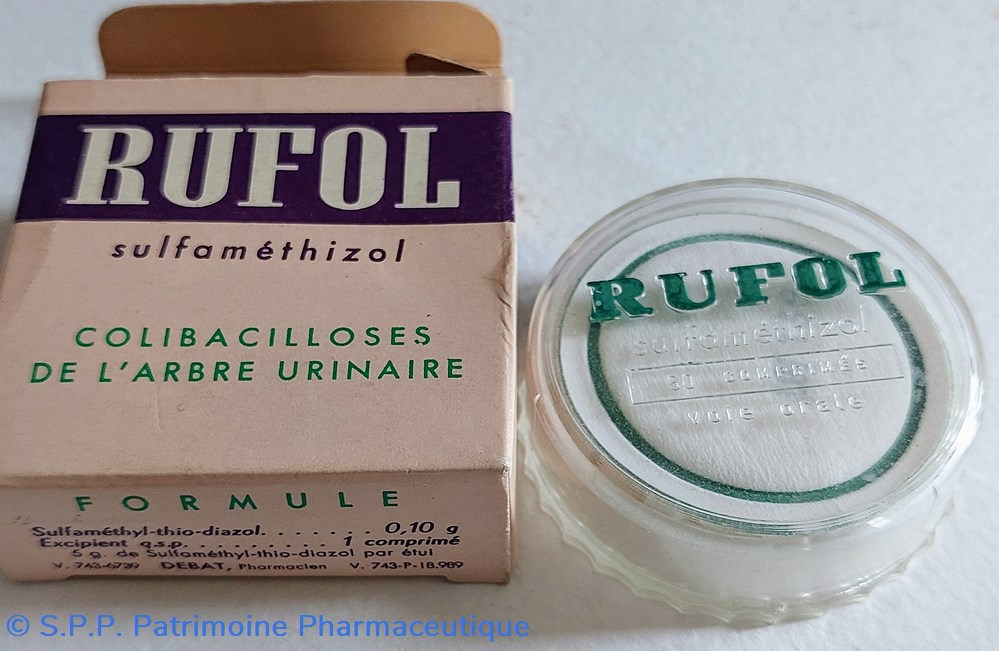 RUFOL
sulfaméthizol
COLIBACILLOSES
DE L'ARBRE URINAIRE
FORMULE
Sulfaméthyl-thio-diazol. . . . . . . 0,10 g
Excipient q.s.p. . . . . . . . . . 1 comprimé
5 g. de Sulfaméthyl-thio-diazol par étui
V. 743-6739 DEBAT, Pharmacien V. 743-P-18.989
RUFOL
sulfaméthizol
50 COMPRIMÉS
voie orale
© S.P.P. Patrimoine Pharmaceutique